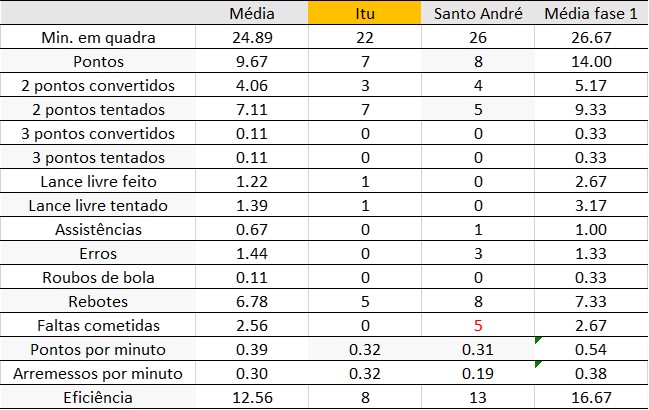 Média Itu Santo André Média fase 1
Min. em quadra 24.89 22 26 26.67
Pontos 9.67 7 8 14.00
2 pontos convertidos 4.06 3 4 5.17
2 pontos tentados 7.11 7 5 9.33
3 pontos convertidos 0.11 0 0 0.33
3 pontos tentados 0.11 0 0 0.33
Lance livre feito 1.22 1 0 2.67
Lance livre tentado 1.39 1 0 3.17
Assistências 0.67 0 1 1.00
Erros 1.44 0 3 1.33
Roubos de bola 0.11 0 0 0.33
Rebotes 6.78 5 8 7.33
Faltas cometidas 2.56 0 5 2.67
Pontos por minuto 0.39 0.32 0.31 0.54
Arremessos por minuto 0.30 0.32 0.19 0.38
Eficiência 12.56 8 13 16.67